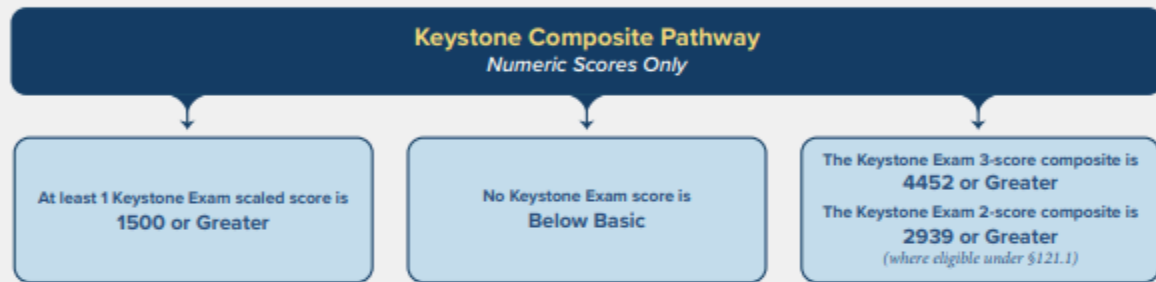 Keystone Composite Pathway
Numeric Scores Only
At least 1 Keystone Exam scaled score is
1500 or Greater
No Keystone Exam score is
Below Basic
The Keystone Exam 3-score composite is
4452 or Greater
The Keystone Exam 2-score composite is
2939 or Greater
(where eligible under §121.1)